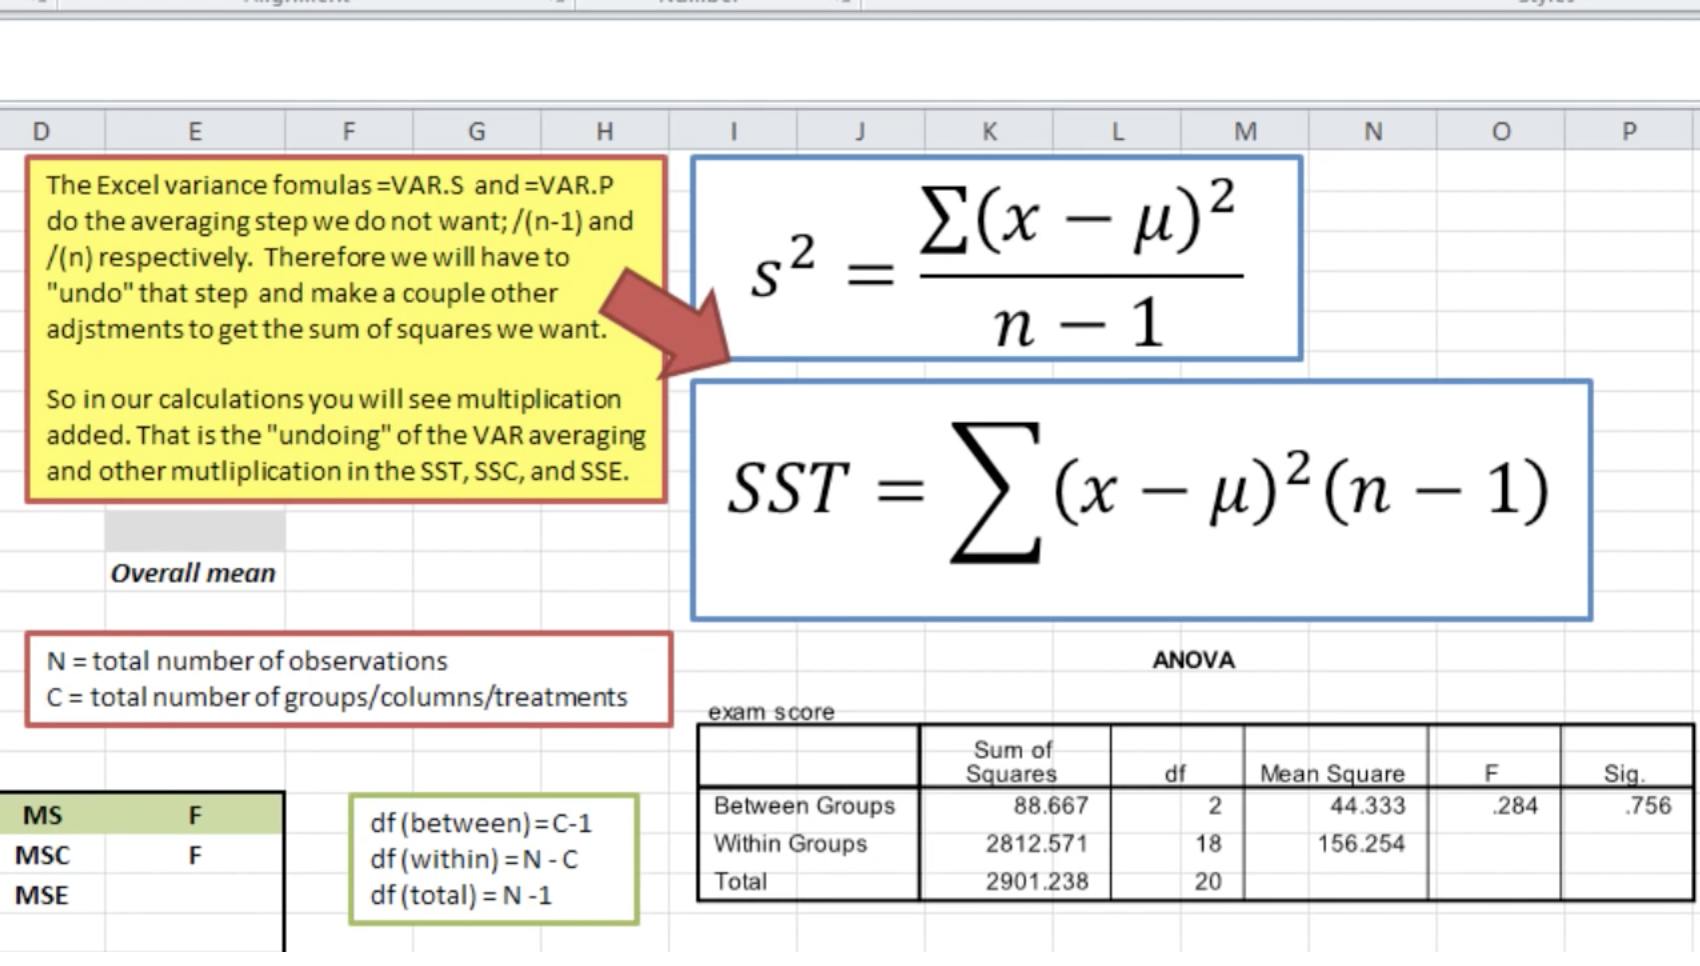 D E F G H I J K L M N O P
The Excel variance fomulas =VAR.S and =VAR.P
do the averaging step we do not want; /(n-1) and
/(n) respectively. Therefore we will have to
"undo" that step and make a couple other
adjstments to get the sum of squares we want.
So in our calculations you will see multiplication
added. That is the "undoing" of the VAR averaging
and other mutliplication in the SST, SSC, and SSE.
s² = ∑(x − μ)² / n − 1
SST = ∑(x − μ)²(n − 1)
Overall mean
N = total number of observations
C = total number of groups/columns/treatments
MS F
MSC F
MSE
df (between) = C-1
df (within) = N - C
df (total) = N -1
ANOVA
exam score
Sum of Squares df Mean Square F Sig.
Between Groups 88.667 2 44.333 .284 .756
Within Groups 2812.571 18 156.254
Total 2901.238 20